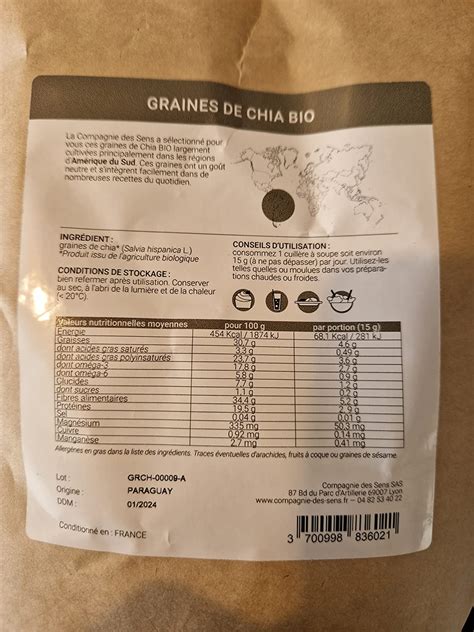 GRAINES DE CHIA BIO
La Compagnie des Sens a sélectionné pour
vous ces graines de Chia BIO largement
cultivées principalement dans les régions
d'Amérique du Sud. Ces graines ont un goût
neutre et s'intègrent facilement dans de
nombreuses recettes du quotidien.
INGRÉDIENT :
graines de chia* (Salvia hispanica L.)
*Produit issu de l'agriculture biologique
CONDITIONS DE STOCKAGE :
bien refermer après utilisation. Conserver
au sec, à l'abri de la lumière et de la chaleur
(< 20°C).
CONSEILS D'UTILISATION :
consommez 1 cuillère à soupe soit environ
15 g (à ne pas dépasser) par jour. Utilisez-les
telles quelles ou moulues dans vos prépara-
tions chaudes ou froides.
Valeurs nutritionnelles moyennes pour 100 g par portion (15 g)
Énergie 454 Kcal / 1874 kJ 68,1 Kcal / 281 kJ
Graisses 30,7 g 4,6 g
dont acides gras saturés 3,3 g 0,49 g
dont acides gras polyinsaturés 23,7 g 3,6 g
dont oméga-3 17,8 g 2,7 g
dont oméga-6 5,8 g 0,9 g
Glucides 7,7 g 1,2 g
dont sucres 1,1 g 0,2 g
Fibres alimentaires 34,4 g 5,2 g
Protéines 19,5 g 2,9 g
Sel 0,04 g 0,01 g
Magnésium 335 mg 50,3 mg
Cuivre 0,92 mg 0,14 mg
Manganèse 2,7 mg 0,41 mg
Allergènes en gras dans la liste des ingrédients. Traces éventuelles d'arachides, fruits à coque ou graines de sésame
Lot : GRCH-00009-A
Origine : PARAGUAY
DDM : 01/2024
Conditionné en : FRANCE
Compagnie des Sens SAS
87 Bd du Parc d'Artillerie 69007 Lyon
www.compagnie-des-sens.fr – 04 82 53 40 22
3 700998 836021